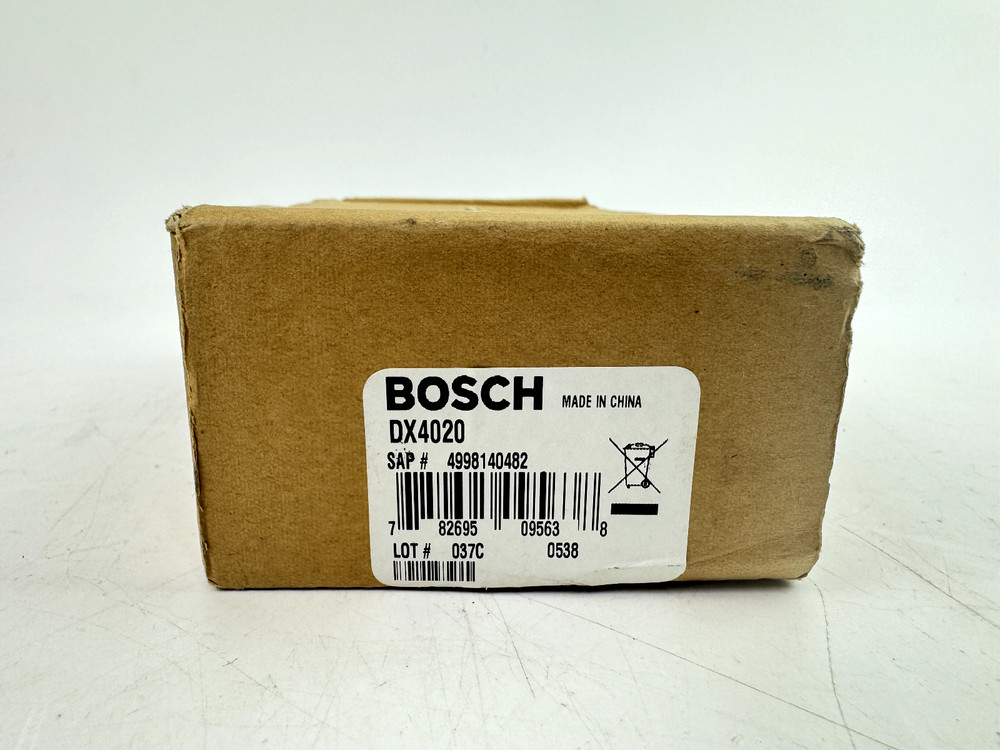 BOSCH MADE IN CHINA
DX4020
SAP # 4998140482
7 82695 09563 8
LOT # 037C 0538